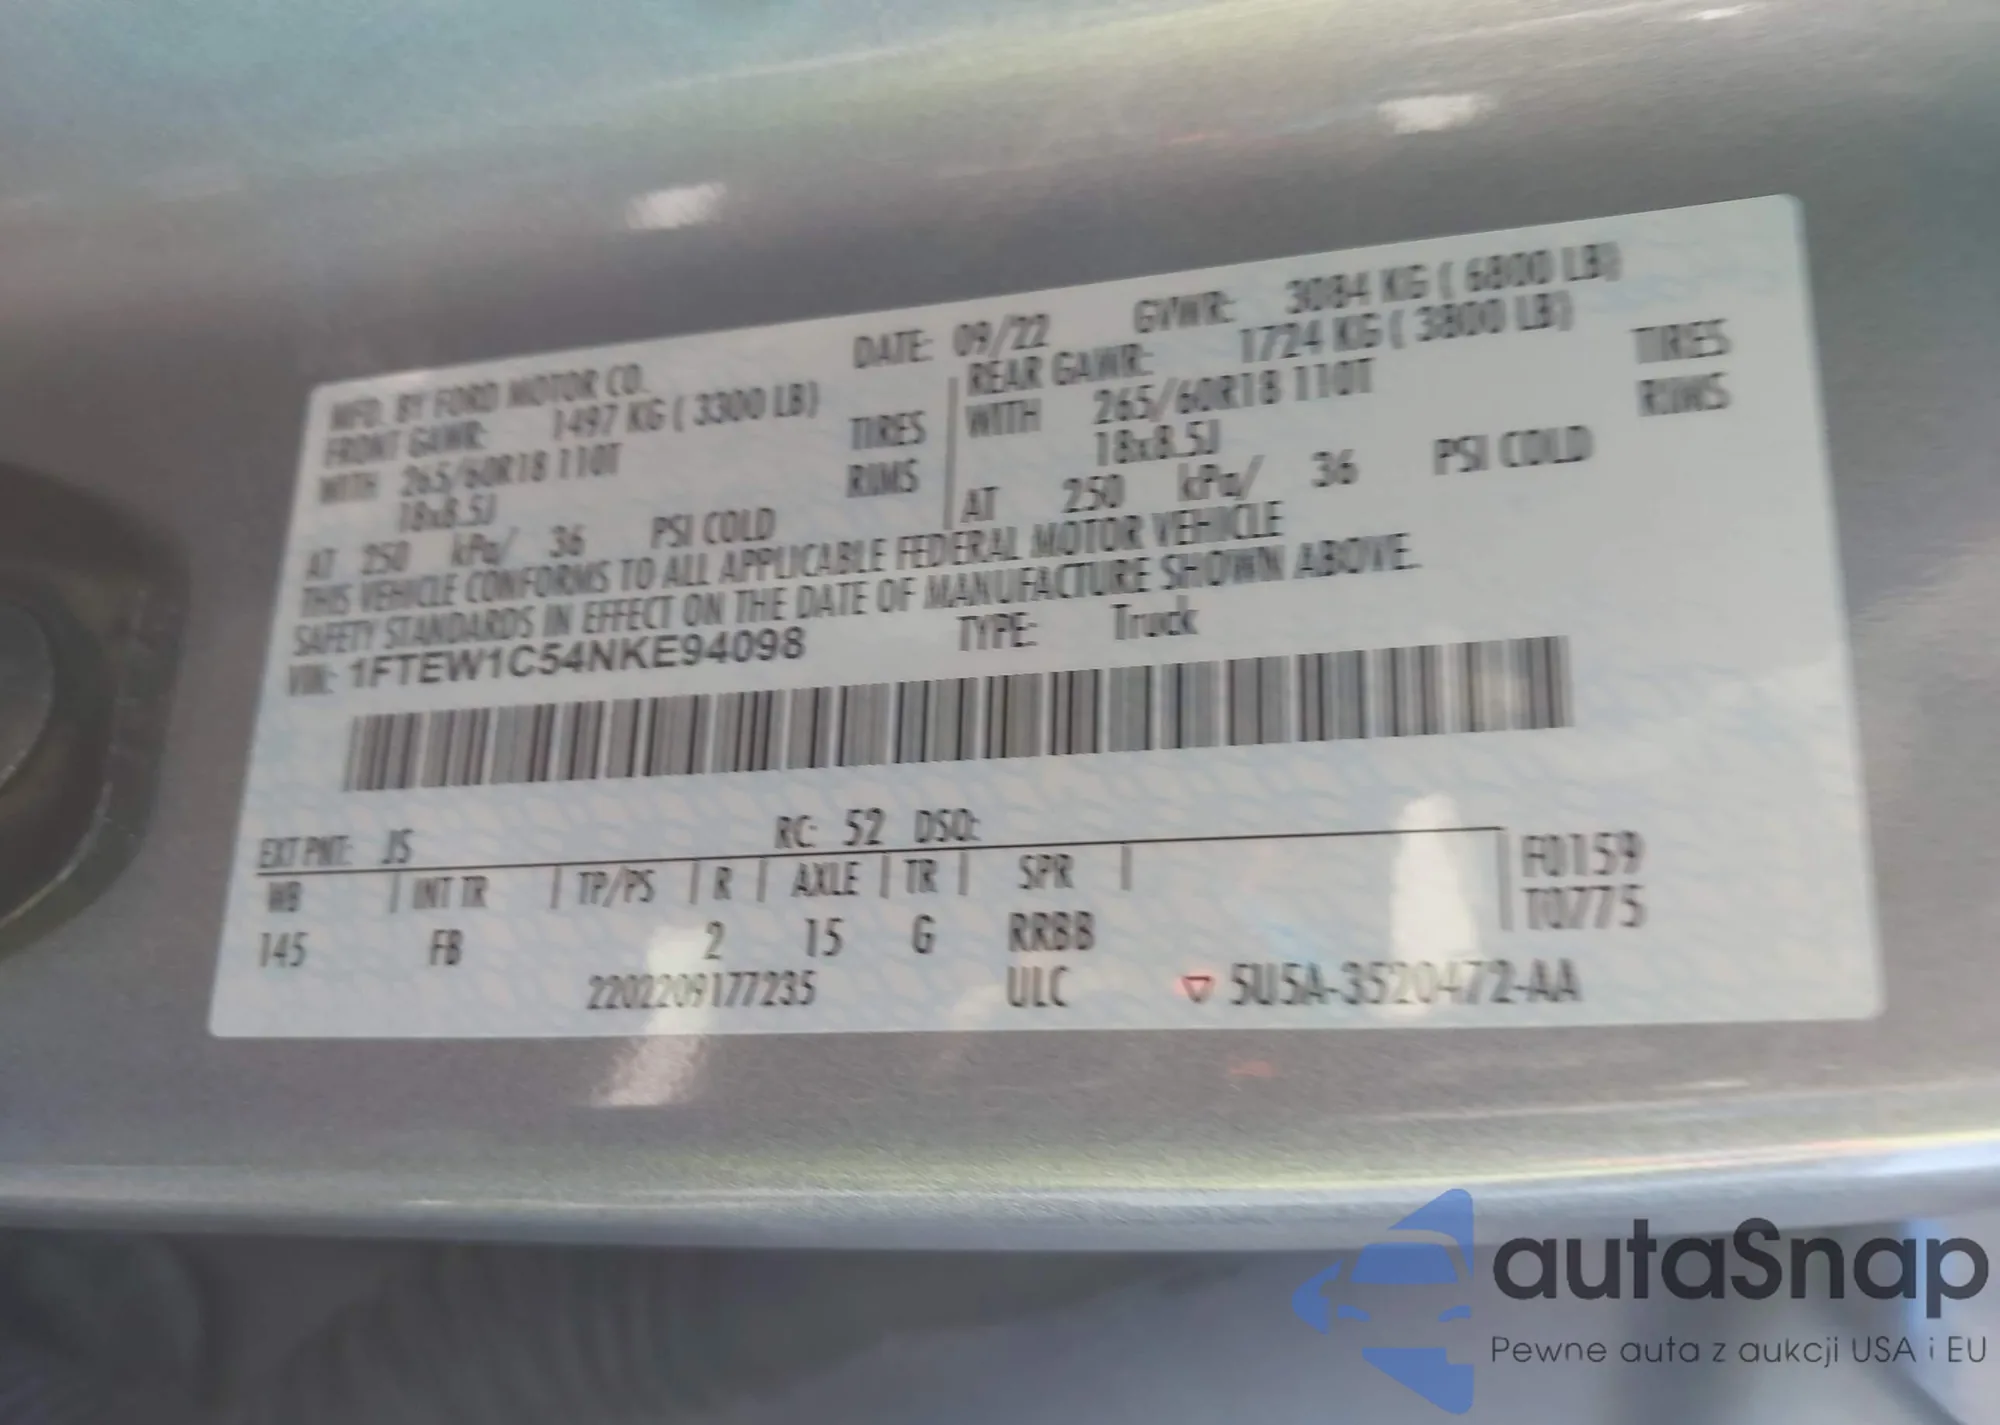 MFD. BY FORD MOTOR CO. DATE: 09/22 GVWR: 3084 KG ( 6800 LB)
FRONT GAWR: 1497 KG ( 3300 LB) REAR GAWR: 1724 KG ( 3800 LB)
WITH 265/60R18 110T TIRES WITH 265/60R18 110T TIRES
18x8.5J RIMS 18x8.5J RIMS
AT 250 kPa/ 36 PSI COLD AT 250 kPa/ 36 PSI COLD
THIS VEHICLE CONFORMS TO ALL APPLICABLE FEDERAL MOTOR VEHICLE
SAFETY STANDARDS IN EFFECT ON THE DATE OF MANUFACTURE SHOWN ABOVE.
VIN: 1FTEW1C54NKE94098 TYPE: Truck
EXT PNT: JS RC: 52 DSO:
WB INT TR TP/PS R AXLE TR SPR F0159
145 FB 2 15 G RRBB T0775
2202209177235 ULC ▽ 5U5A-3520472-AA
autaSnap
Pewne auta z aukcji USA i EU